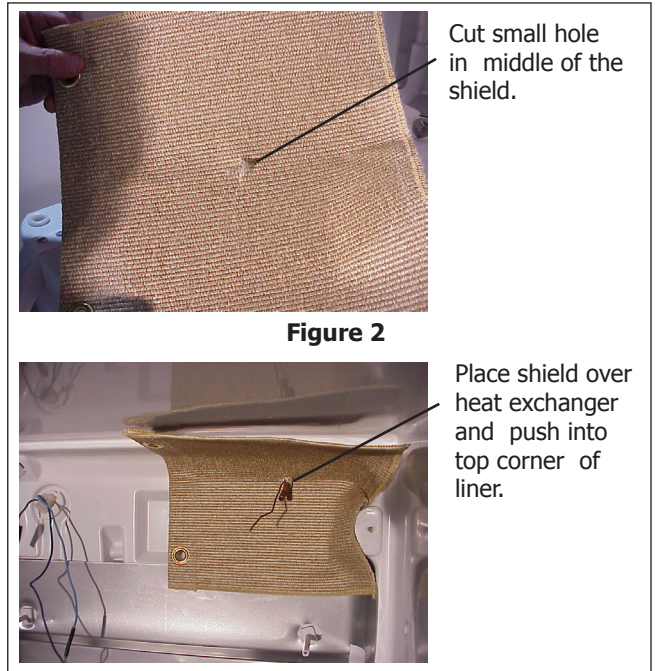 Cut small hole
in middle of the
shield.
Figure 2
Place shield over
heat exchanger
and push into
top corner of
liner.